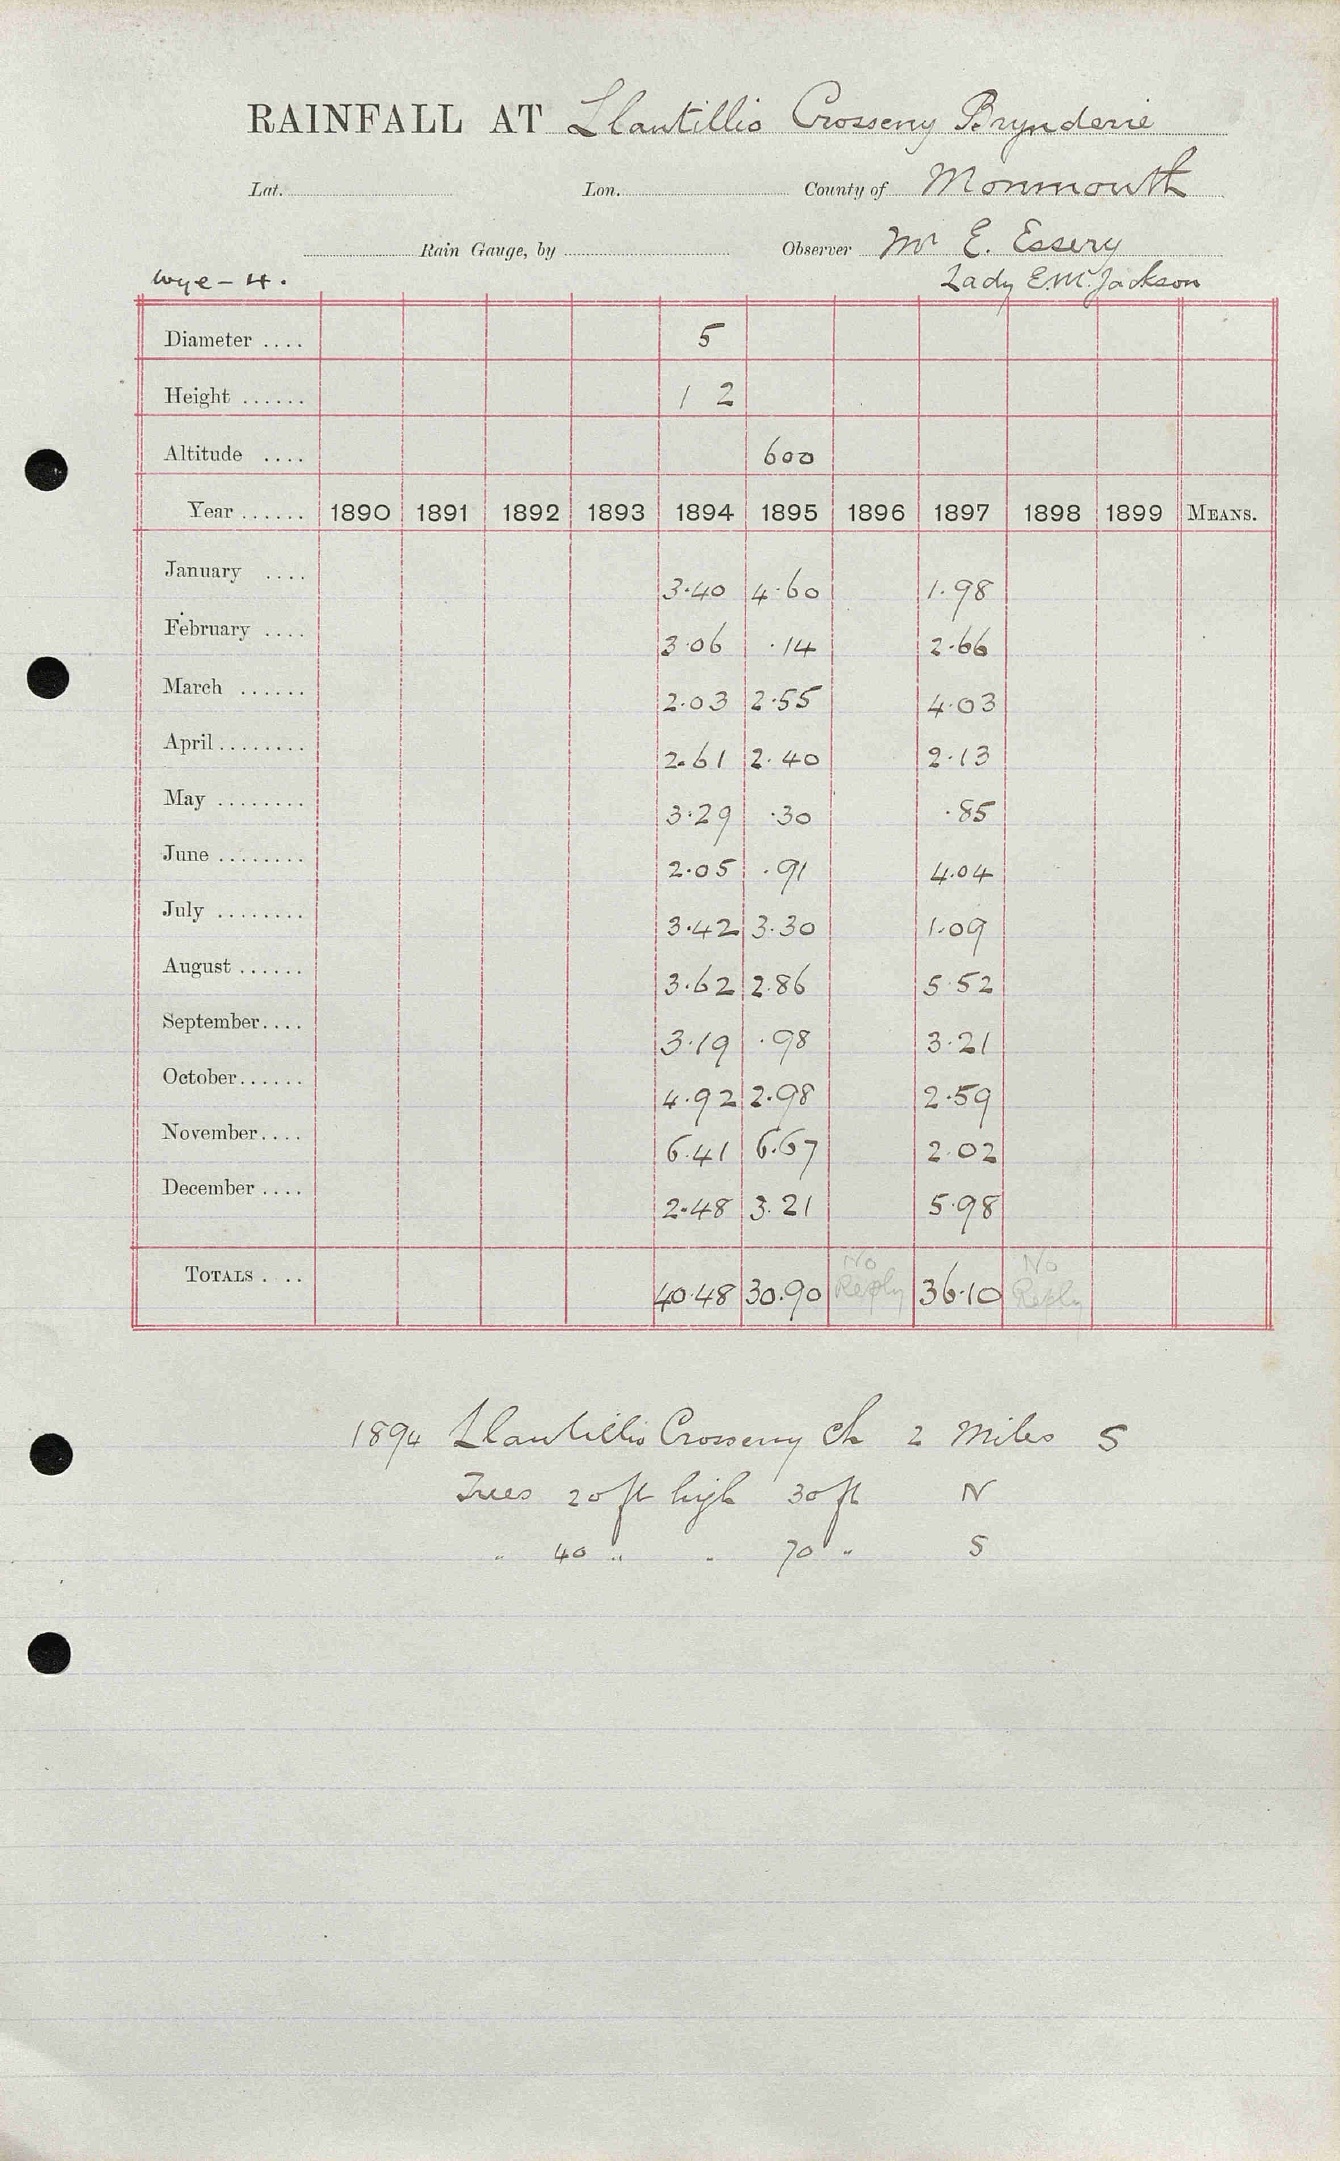 RAINFALL AT Llantillio Crosseny Brynderie
Lat. Lon. County of Monmouth
Rain Gauge, by Observer Mr E. Essery
Wye - 4. Lady E.M. Jackson
Diameter .... 5
Height ...... 1 2
Altitude .... 600
Year ...... 1890 1891 1892 1893 1894 1895 1896 1897 1898 1899 MEANS.
January .... 3.40 4.60 1.98
February .... 3.06 .14 2.66
March ...... 2.03 2.55 4.03
April ........ 2.61 2.40 2.13
May ........ 3.29 .30 .85
June ........ 2.05 .91 4.04
July ........ 3.42 3.30 1.09
August ...... 3.62 2.86 5.52
September.... 3.19 .98 3.21
October...... 4.92 2.98 2.59
November.... 6.41 6.67 2.02
December .... 2.48 3.21 5.98
TOTALS . .. 40.48 30.90 No Reply 36.10 No Reply
1894 Llantillio Crosseny Ch 2 Miles S
Trees 20 ft high 30 ft N
" 40 " " 70 " S